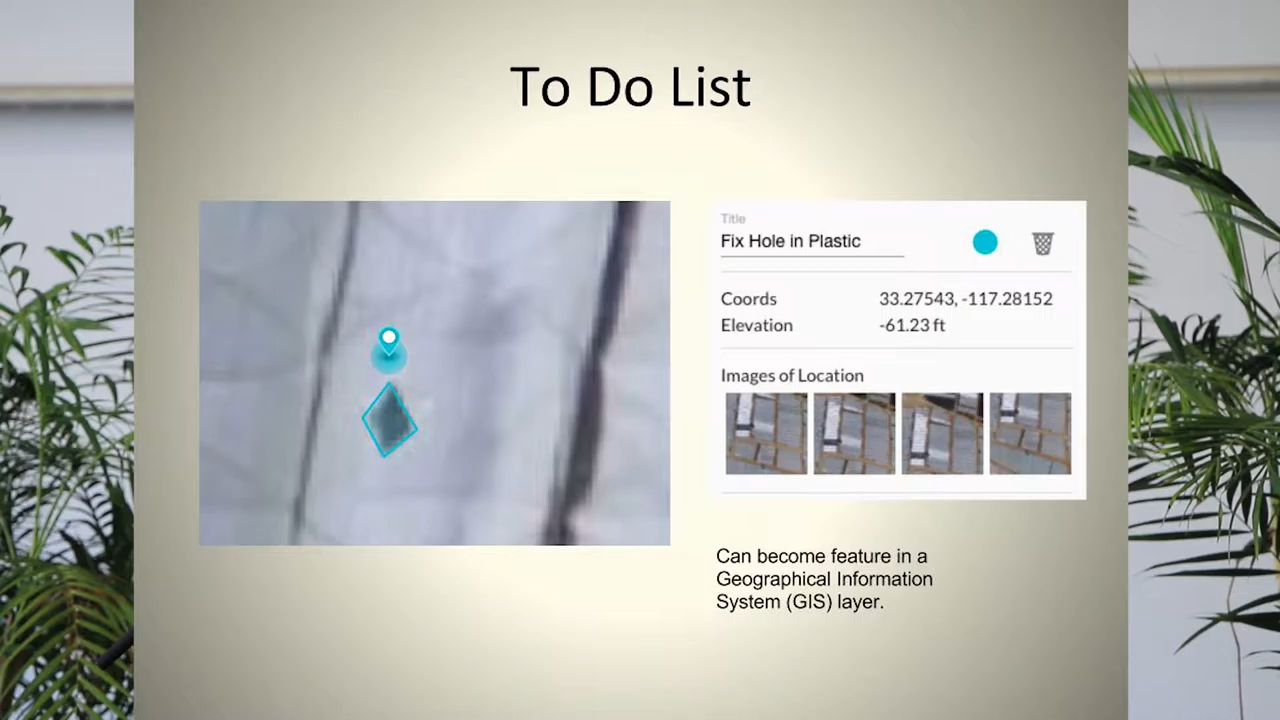 To Do List
Title
Fix Hole in Plastic
Coords 33.27543, -117.28152
Elevation -61.23 ft
Images of Location
Can become feature in a
Geographical Information
System (GIS) layer.